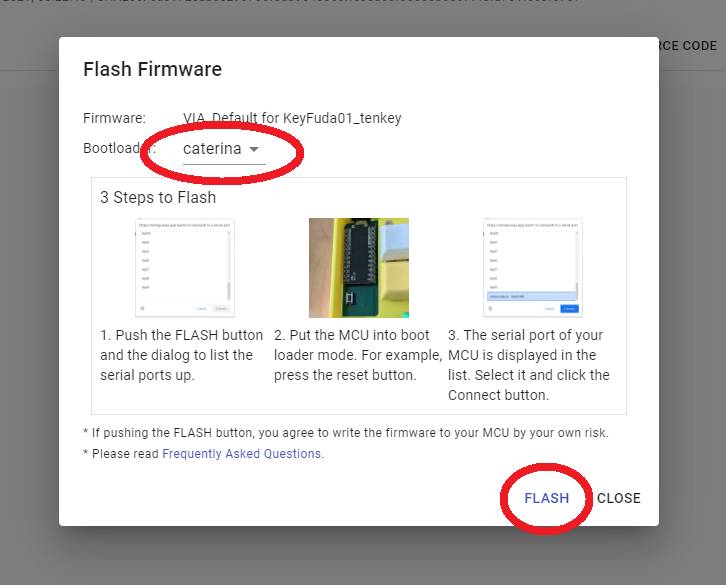 RCE CODE
Flash Firmware
Firmware: VIA_Default for KeyFuda01_tenkey
Bootloader: caterina
3 Steps to Flash
1. Push the FLASH button
and the dialog to list the
serial ports up.
2. Put the MCU into boot
loader mode. For example,
press the reset button.
3. The serial port of your
MCU is displayed in the
list. Select it and click the
Connect button.
* If pushing the FLASH button, you agree to write the firmware to your MCU by your own risk.
* Please read Frequently Asked Questions.
FLASH CLOSE